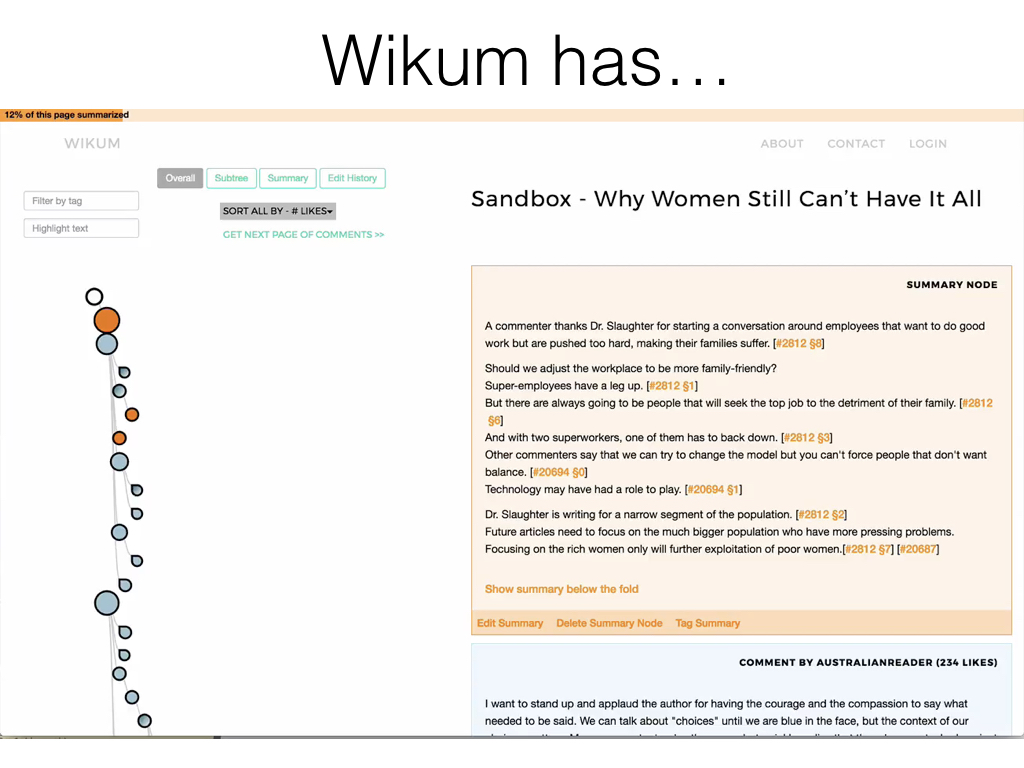 Wikum has…
12% of this page summarized
WIKUM
ABOUT CONTACT LOGIN
Overall Subtree Summary Edit History
Filter by tag
Highlight text
SORT ALL BY - # LIKES
GET NEXT PAGE OF COMMENTS >>
Sandbox - Why Women Still Can’t Have It All
SUMMARY NODE
A commenter thanks Dr. Slaughter for starting a conversation around employees that want to do good
work but are pushed too hard, making their families suffer. [#2812 §8]
Should we adjust the workplace to be more family-friendly?
Super-employees have a leg up. [#2812 §1]
But there are always going to be people that will seek the top job to the detriment of their family. [#2812
§6]
And with two superworkers, one of them has to back down. [#2812 §3]
Other commenters say that we can try to change the model but you can't force people that don't want
balance. [#20694 §0]
Technology may have had a role to play. [#20694 §1]
Dr. Slaughter is writing for a narrow segment of the population. [#2812 §2]
Future articles need to focus on the much bigger population who have more pressing problems.
Focusing on the rich women only will further exploitation of poor women.[#2812 §7] [#20687]
Show summary below the fold
Edit Summary Delete Summary Node Tag Summary
COMMENT BY AUSTRALIANREADER (234 LIKES)
I want to stand up and applaud the author for having the courage and the compassion to say what
needed to be said. We can talk about "choices" until we are blue in the face, but the context of our